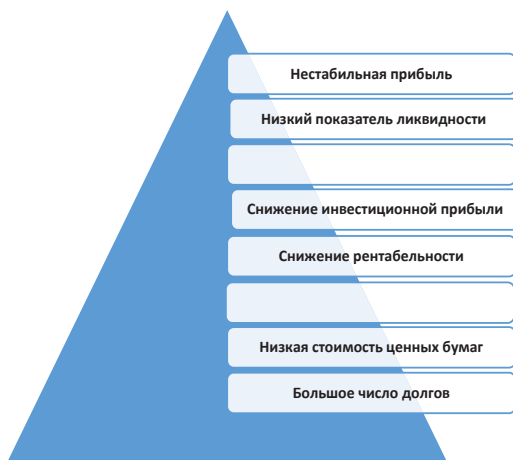 Нестабильная прибыль
Низкий показатель ликвидности
Снижение инвестиционной прибыли
Снижение рентабельности
Низкая стоимость ценных бумаг
Большое число долгов